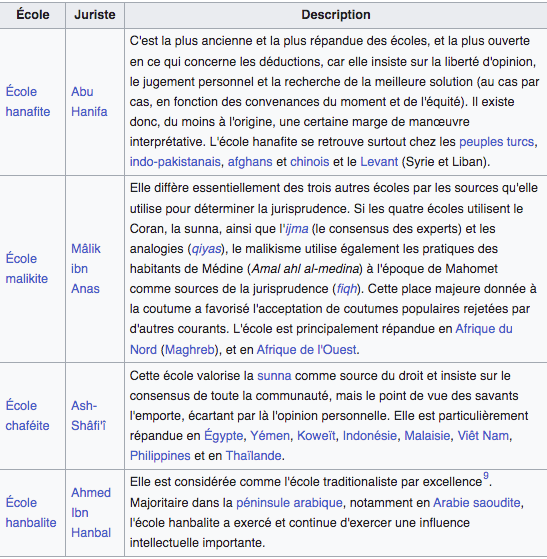 École Juriste Description
École
hanafite
Abu
Hanifa
C'est la plus ancienne et la plus répandue des écoles, et la plus ouverte
en ce qui concerne les déductions, car elle insiste sur la liberté d'opinion,
le jugement personnel et la recherche de la meilleure solution (au cas par
cas, en fonction des convenances du moment et de l'équité). Il existe
donc, du moins à l'origine, une certaine marge de manœuvre
interprétative. L'école hanafite se retrouve surtout chez les peuples turcs,
indo-pakistanais, afghans et chinois et le Levant (Syrie et Liban).
École
malikite
Mâlik
ibn
Anas
Elle diffère essentiellement des trois autres écoles par les sources qu'elle
utilise pour déterminer la jurisprudence. Si les quatre écoles utilisent le
Coran, la sunna, ainsi que l'ijma (le consensus des experts) et les
analogies (qiyas), le malikisme utilise également les pratiques des
habitants de Médine (Amal ahl al-medina) à l'époque de Mahomet
comme sources de la jurisprudence (fiqh). Cette place majeure donnée à
la coutume a favorisé l'acceptation de coutumes populaires rejetées par
d'autres courants. L'école est principalement répandue en Afrique du
Nord (Maghreb), et en Afrique de l'Ouest.
École
chaféite
Ash-
Shâfi'î
Cette école valorise la sunna comme source du droit et insiste sur le
consensus de toute la communauté, mais le point de vue des savants
l'emporte, écartant par là l'opinion personnelle. Elle est particulièrement
répandue en Égypte, Yémen, Koweït, Indonésie, Malaisie, Viêt Nam,
Philippines et en Thaïlande.
École
hanbalite
Ahmed
Ibn
Hanbal
Elle est considérée comme l'école traditionaliste par excellence9.
Majoritaire dans la péninsule arabique, notamment en Arabie saoudite,
l'école hanbalite a exercé et continue d'exercer une influence
intellectuelle importante.